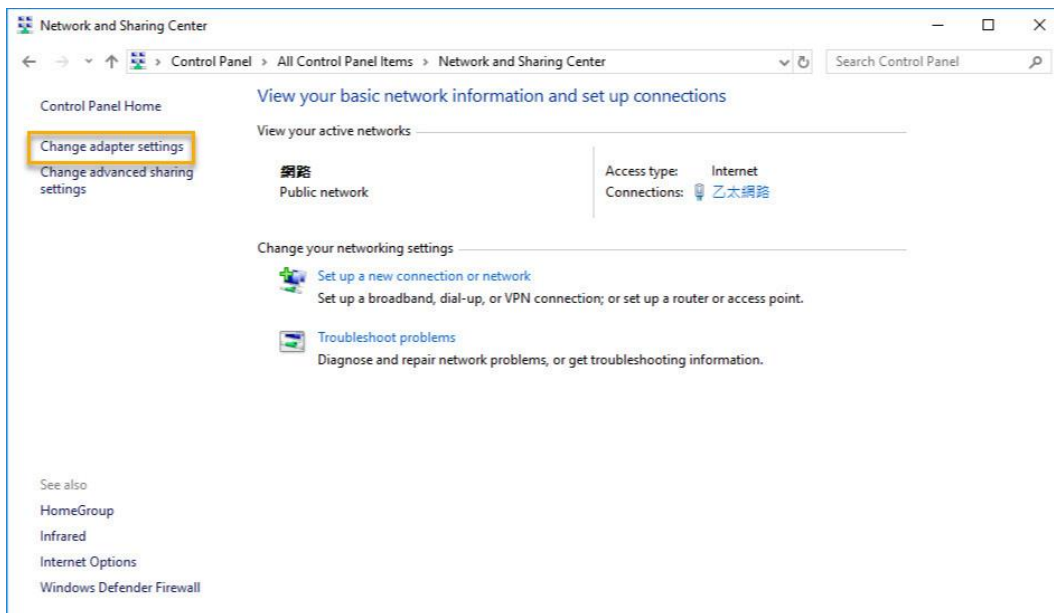 Network and Sharing Center
Control Panel > All Control Panel Items > Network and Sharing Center
Search Control Panel
Control Panel Home
Change adapter settings
Change advanced sharing
settings
View your basic network information and set up connections
View your active networks
網路
Public network
Access type: Internet
Connections: 乙太網路
Change your networking settings
Set up a new connection or network
Set up a broadband, dial-up, or VPN connection; or set up a router or access point.
Troubleshoot problems
Diagnose and repair network problems, or get troubleshooting information.
See also
HomeGroup
Infrared
Internet Options
Windows Defender Firewall